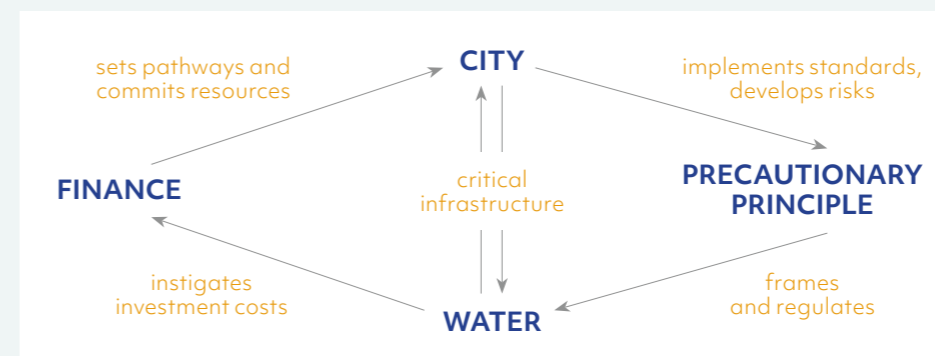 CITY
sets pathways and
commits resources
implements standards,
develops risks
FINANCE
critical
infrastructure
PRECAUTIONARY
PRINCIPLE
instigates
investment costs
frames
and regulates
WATER